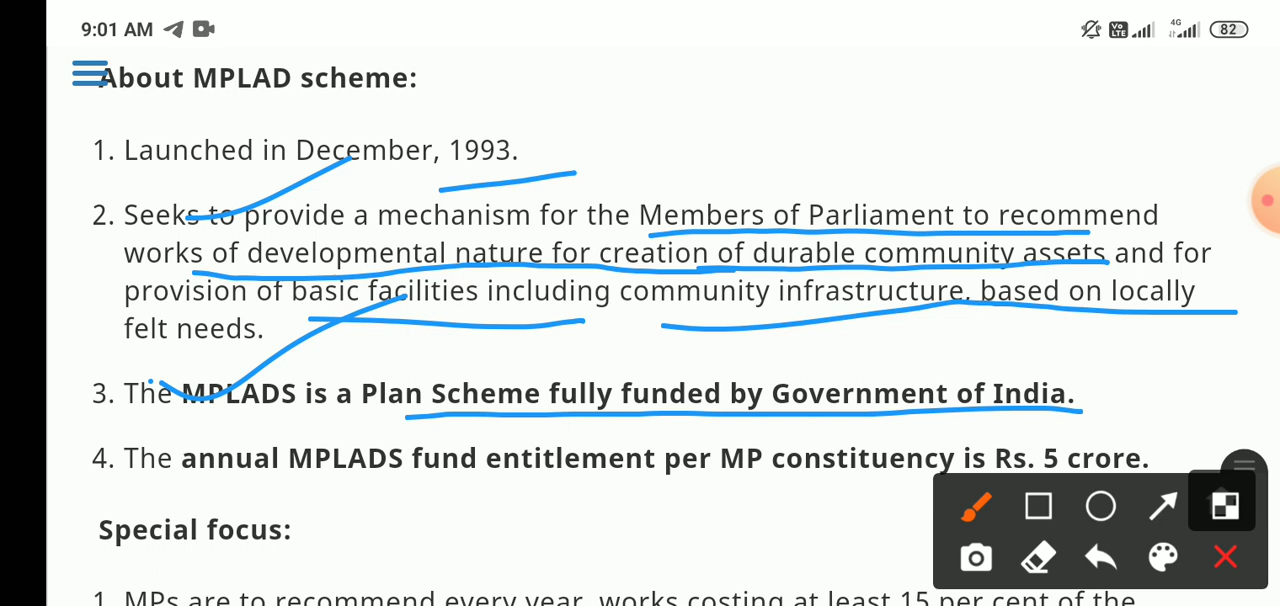 9:01 AM
Vo LTE
4G
82
About MPLAD scheme:
1. Launched in December, 1993.
2. Seeks to provide a mechanism for the Members of Parliament to recommend
works of developmental nature for creation of durable community assets and for
provision of basic facilities including community infrastructure, based on locally
felt needs.
3. The MPLADS is a Plan Scheme fully funded by Government of India.
4. The annual MPLADS fund entitlement per MP constituency is Rs. 5 crore.
Special focus:
1. MPs are to recommend every year, works costing at least 15 per cent of the